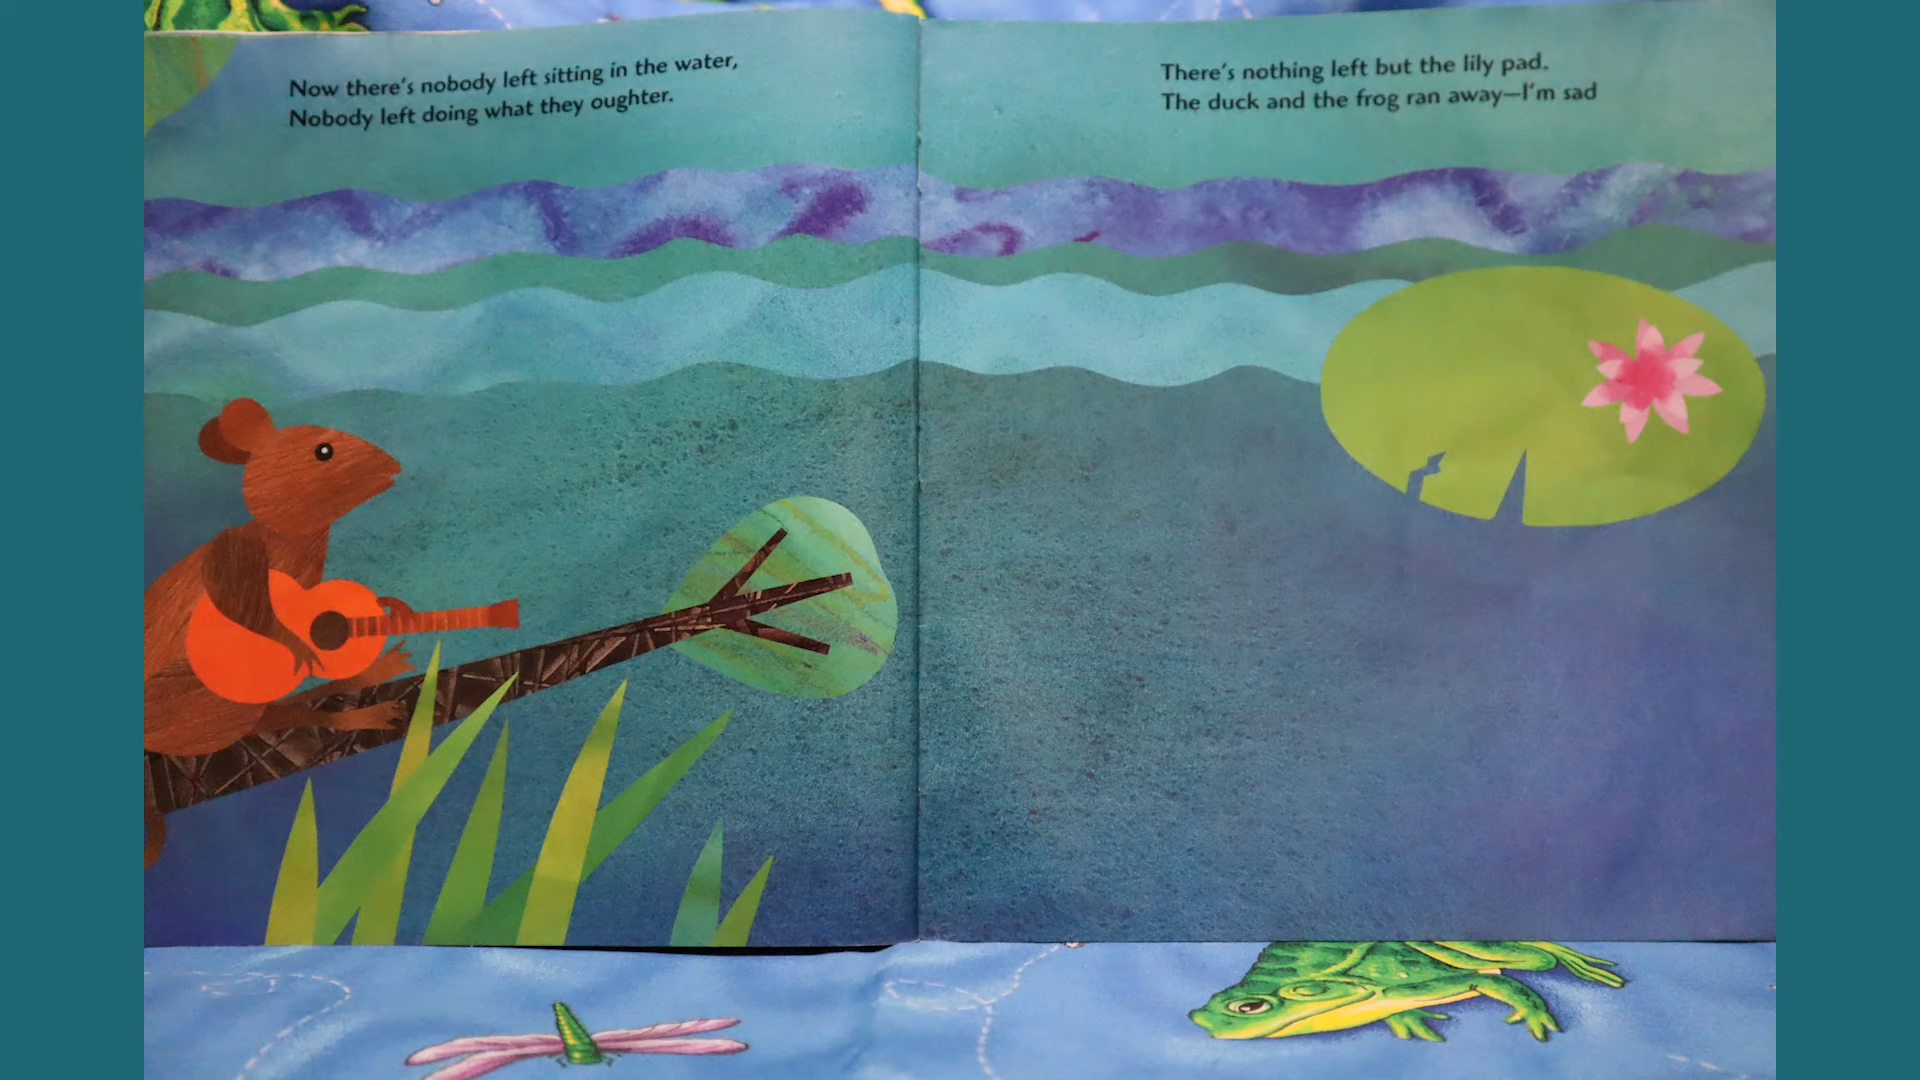 Now there's nobody left sitting in the water,
Nobody left doing what they oughter.
There's nothing left but the lily pad.
The duck and the frog ran away—I'm sad